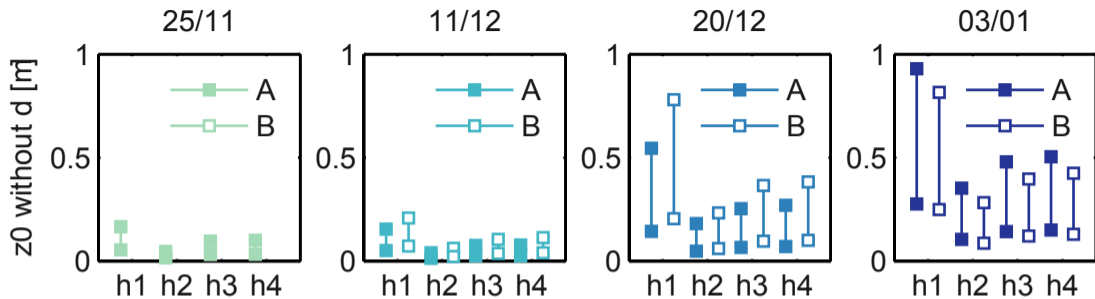 25/11 11/12 20/12 03/01
z0 without d [m]
1 1 1 1
A A A A
B B B B
0.5 0.5 0.5 0.5
0 0 0 0
h1 h2 h3 h4 h1 h2 h3 h4 h1 h2 h3 h4 h1 h2 h3 h4